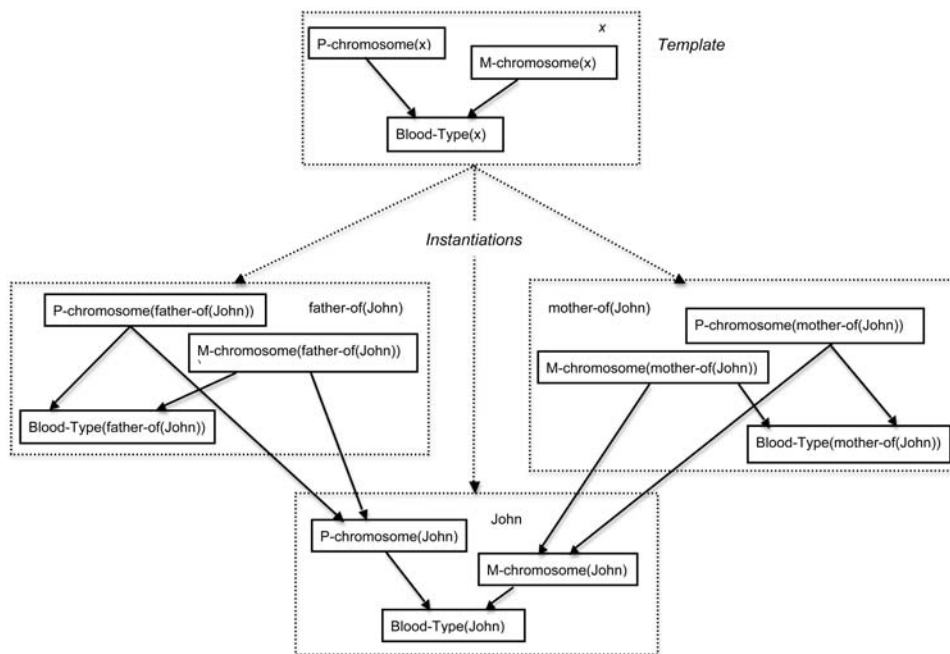 x
Template
P-chromosome(x)
M-chromosome(x)
Blood-Type(x)
Instantiations
father-of(John)
P-chromosome(father-of(John))
M-chromosome(father-of(John))
Blood-Type(father-of(John))
mother-of(John)
P-chromosome(mother-of(John))
M-chromosome(mother-of(John))
Blood-Type(mother-of(John))
John
P-chromosome(John)
M-chromosome(John)
Blood-Type(John)